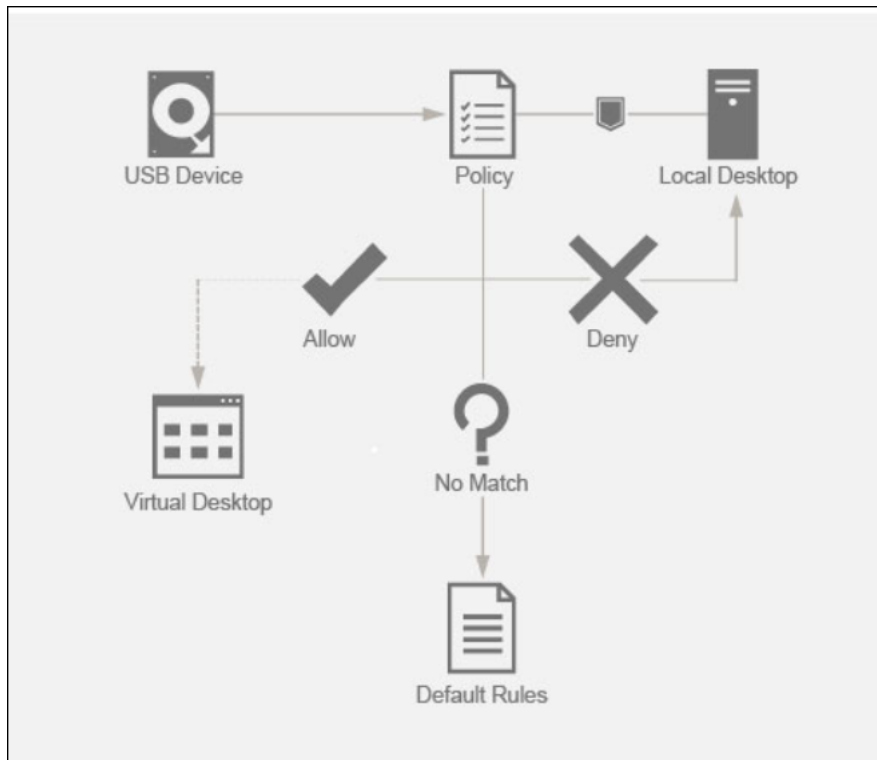 USB Device
Policy
Local Desktop
Allow
Deny
No Match
Virtual Desktop
Default Rules